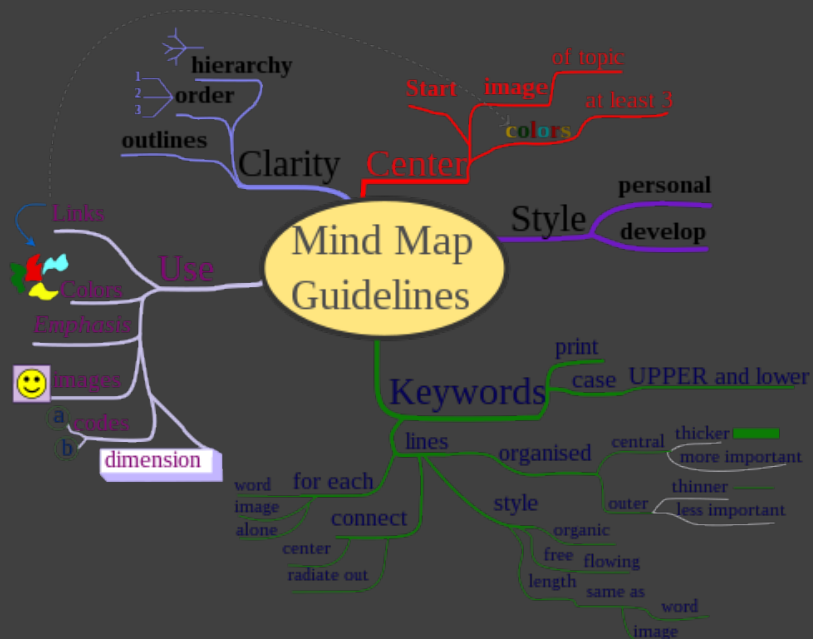 Mind Map
Guidelines
Center
Start
image
of topic
colors
at least 3
Style
personal
develop
Keywords
print
case
UPPER and lower
lines
organised
central
thicker
more important
outer
thinner
less important
style
organic
free
flowing
length
same as
word
image
connect
center
radiate out
for each
word
image
alone
Use
Links
Colors
Emphasis
images
codes
a
b
dimension
Clarity
hierarchy
order
1
2
3
outlines